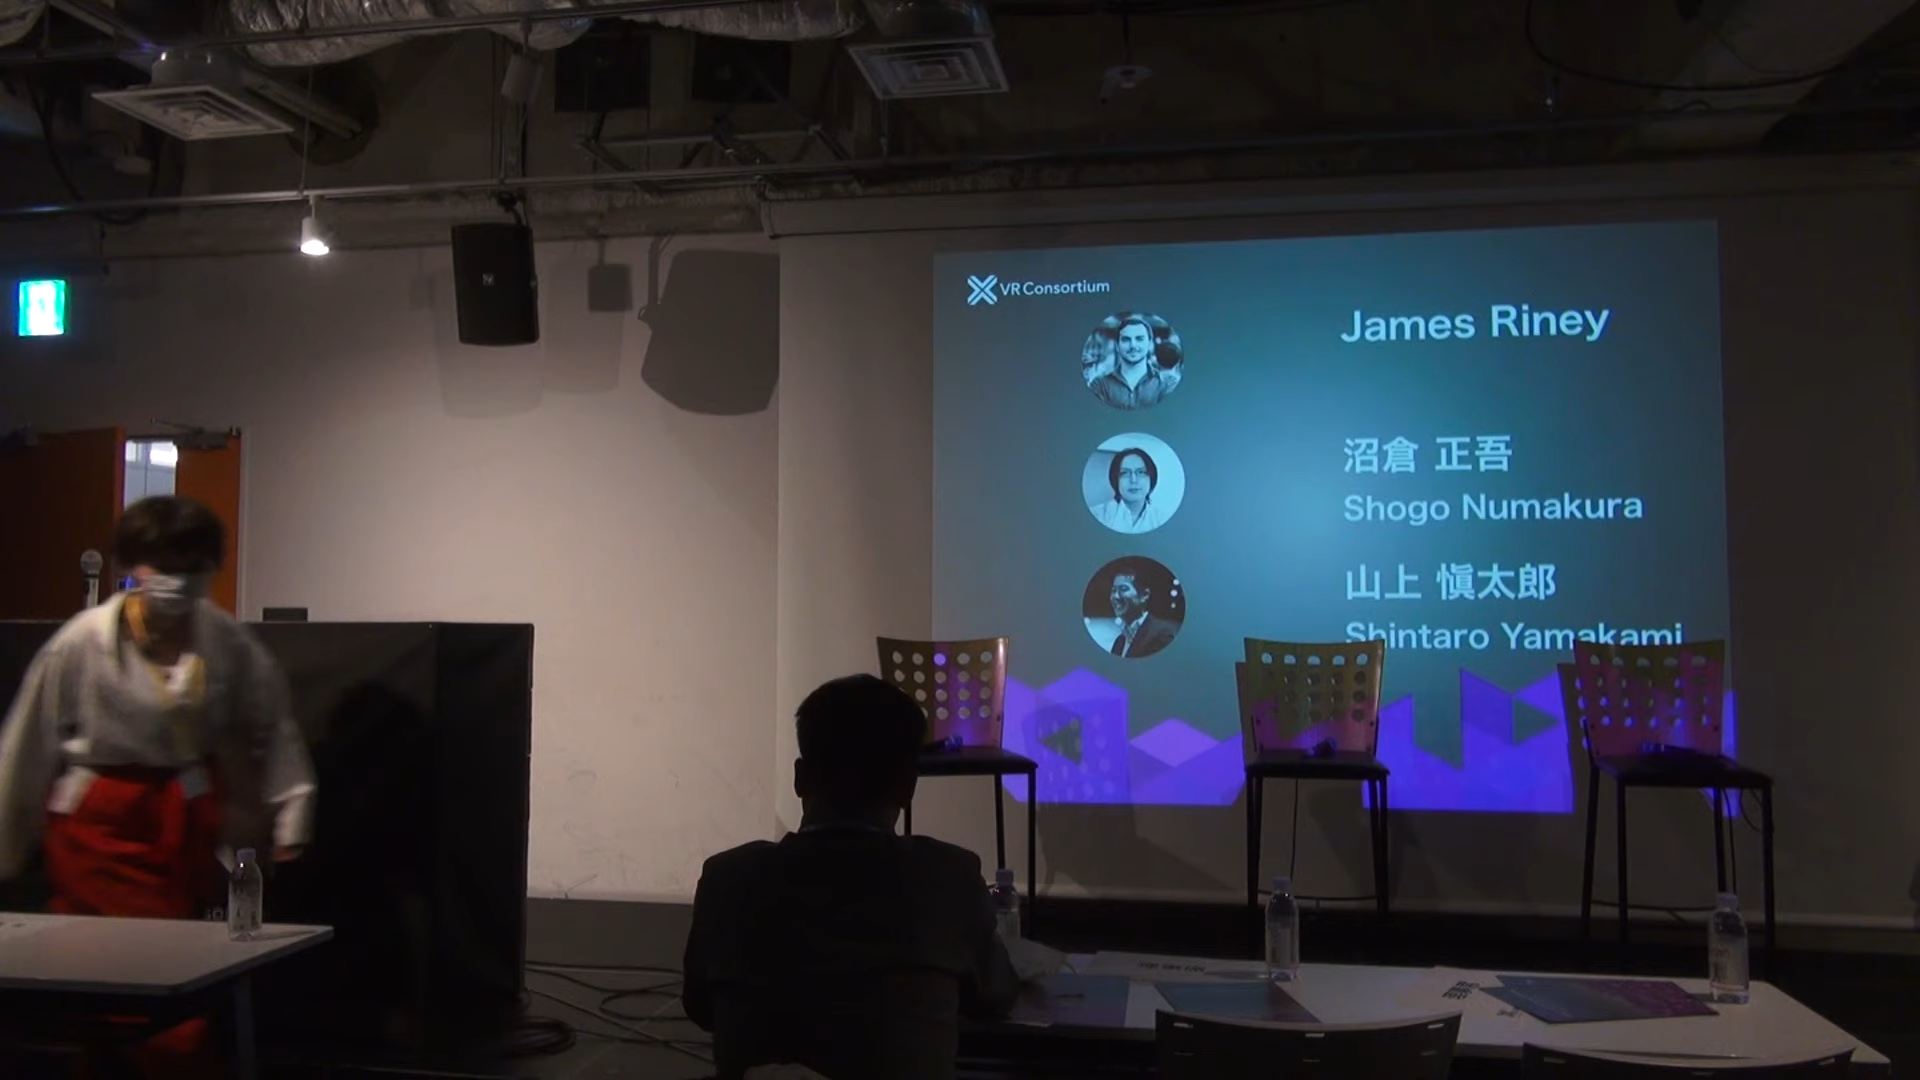 VR Consortium
James Riney
沼倉 正吾
Shogo Numakura
山上 愼太郎
Shintaro Yamakami